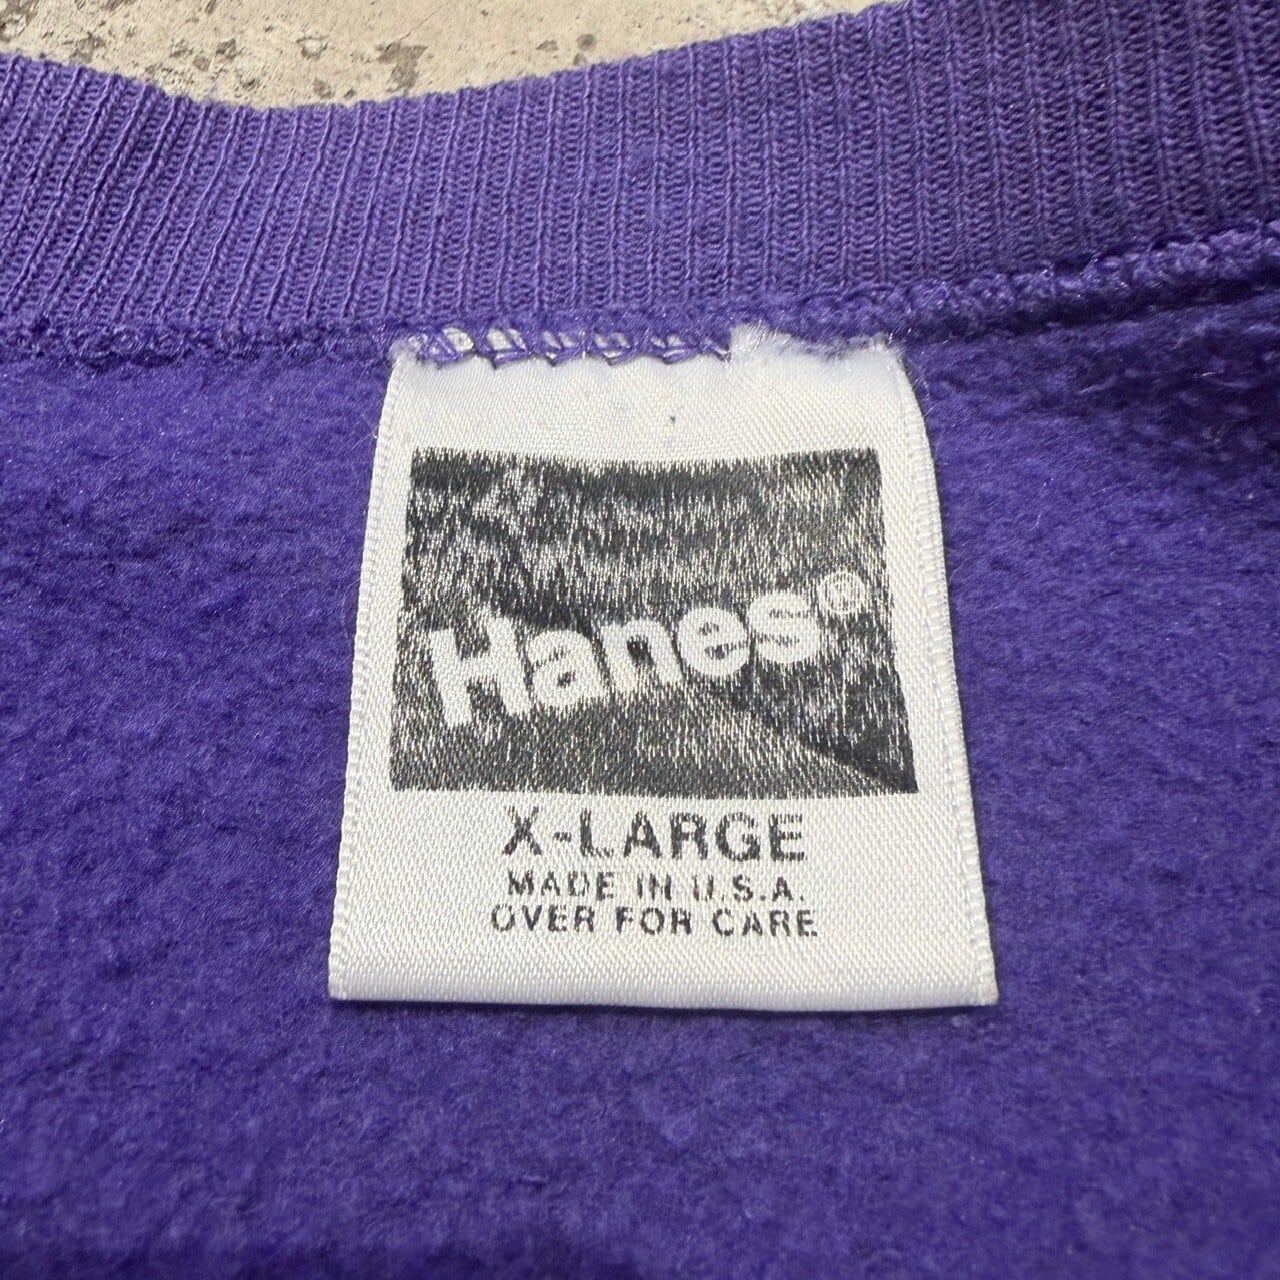 Hanes®
X-LARGE
MADE IN U.S.A.
OVER FOR CARE